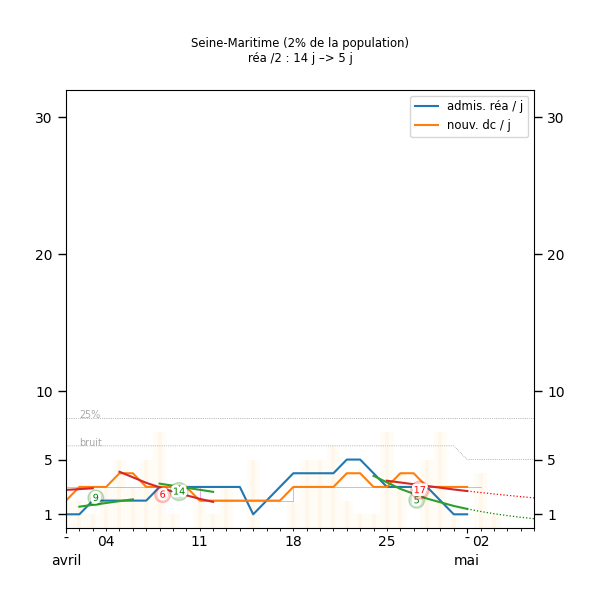 Seine-Maritime (2% de la population)
réa /2 : 14 j –> 5 j
admis. réa / j
nouv. dc / j
30 30
20 20
10 10
25%
bruit
5 5
9 6 14 17 5
1 1
- 04 11 18 25 - 02
avril mai